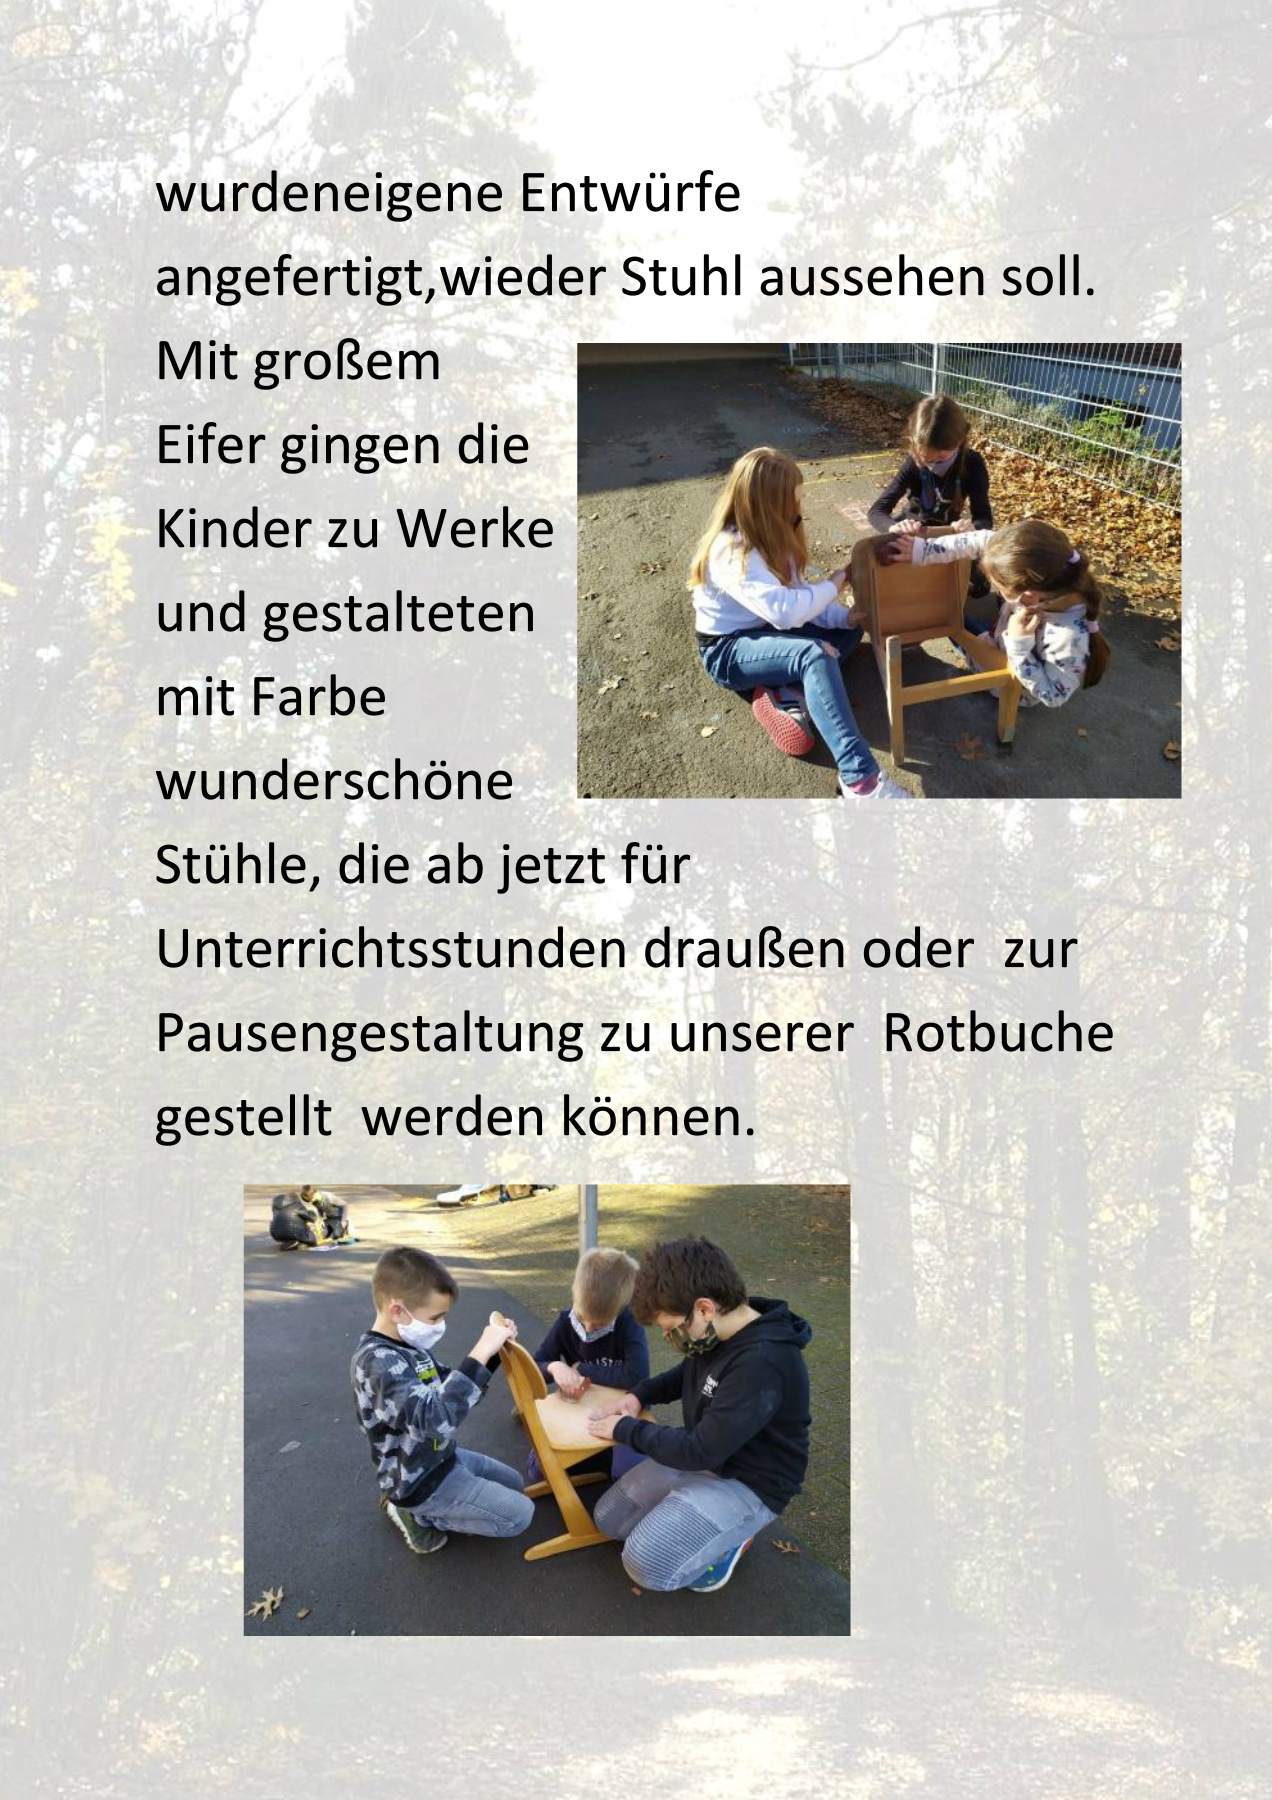 wurdeneigene Entwürfe
angefertigt,wieder Stuhl aussehen soll.
Mit großem
Eifer gingen die
Kinder zu Werke
und gestalteten
mit Farbe
wunderschöne
Stühle, die ab jetzt für
Unterrichtsstunden draußen oder  zur
Pausengestaltung zu unserer  Rotbuche
gestellt  werden können.